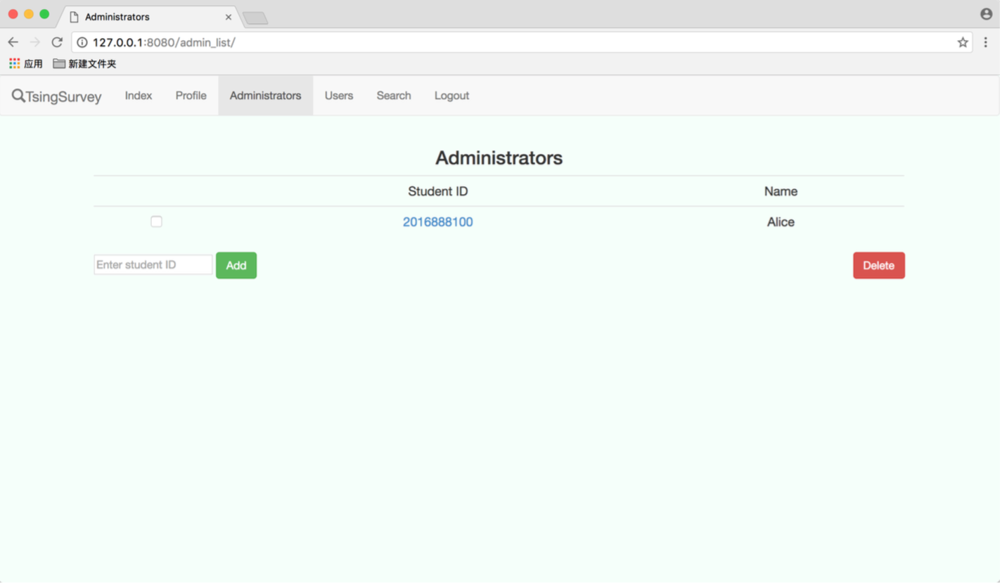 Administrators
127.0.0.1:8080/admin_list/
应用 新建文件夹
TsingSurvey Index Profile Administrators Users Search Logout
Administrators
Student ID Name
2016888100 Alice
Enter student ID Add Delete